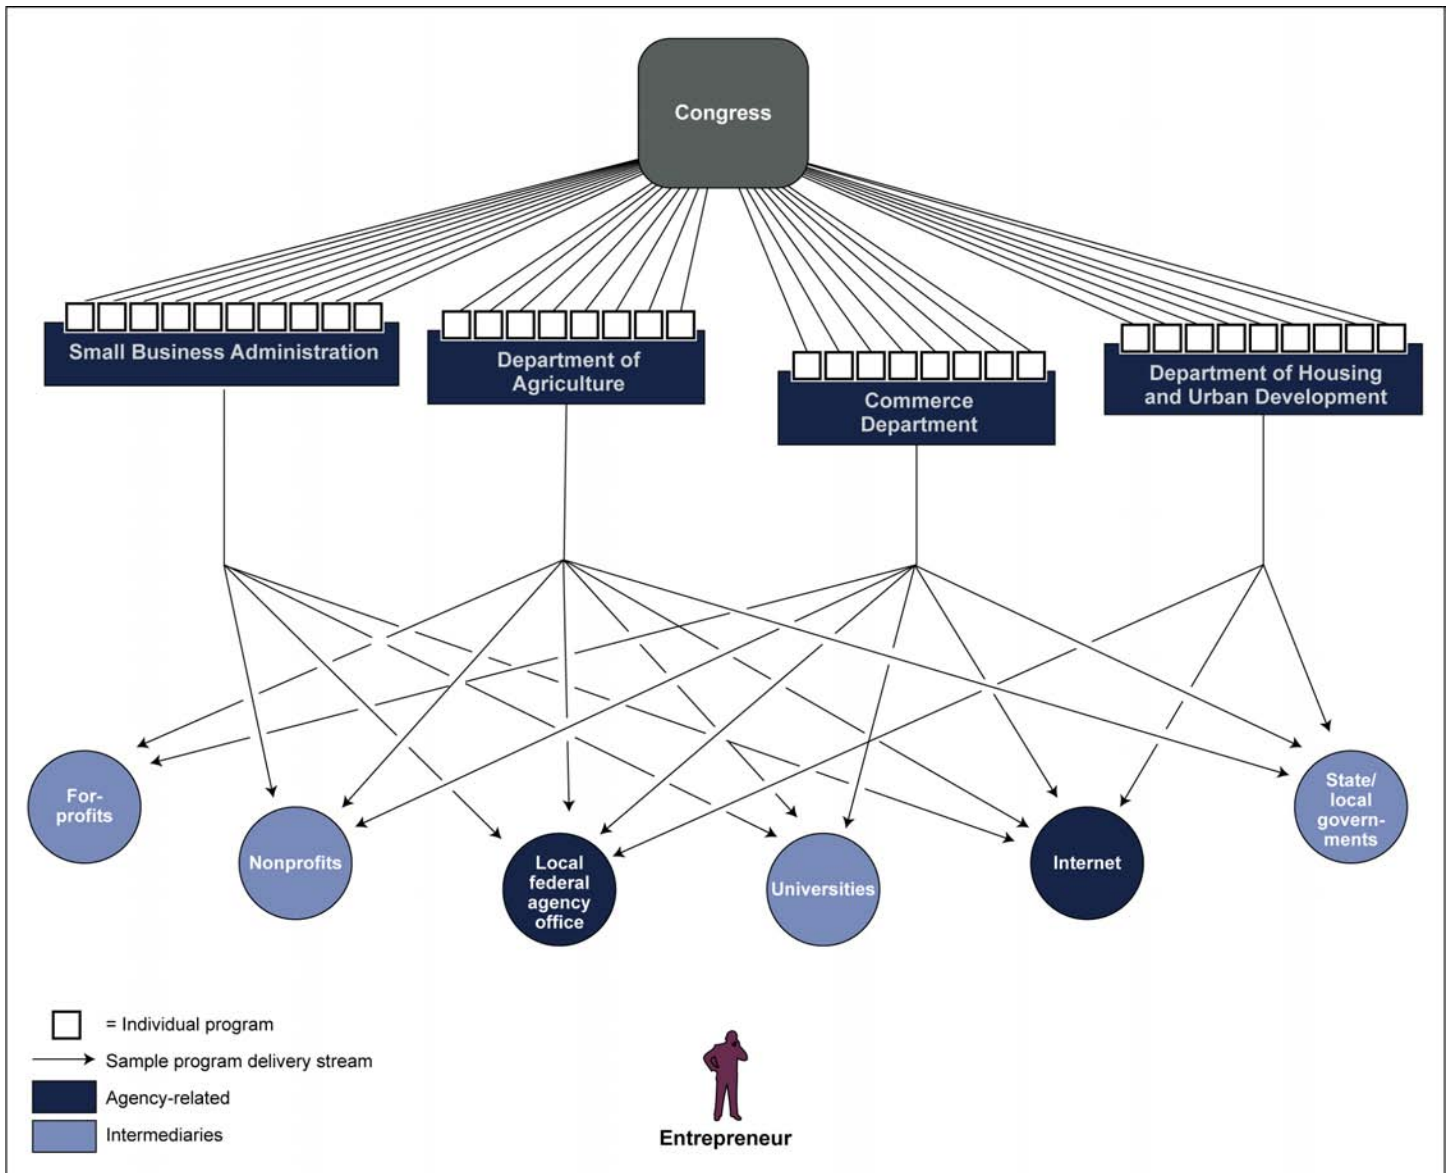 Congress
Small Business Administration
Department of
Agriculture
Commerce
Department
Department of Housing
and Urban Development
For-
profits
Nonprofits
Local
federal
agency
office
Universities
Internet
State/
local
govern-
ments
= Individual program
Sample program delivery stream
Agency-related
Intermediaries
Entrepreneur